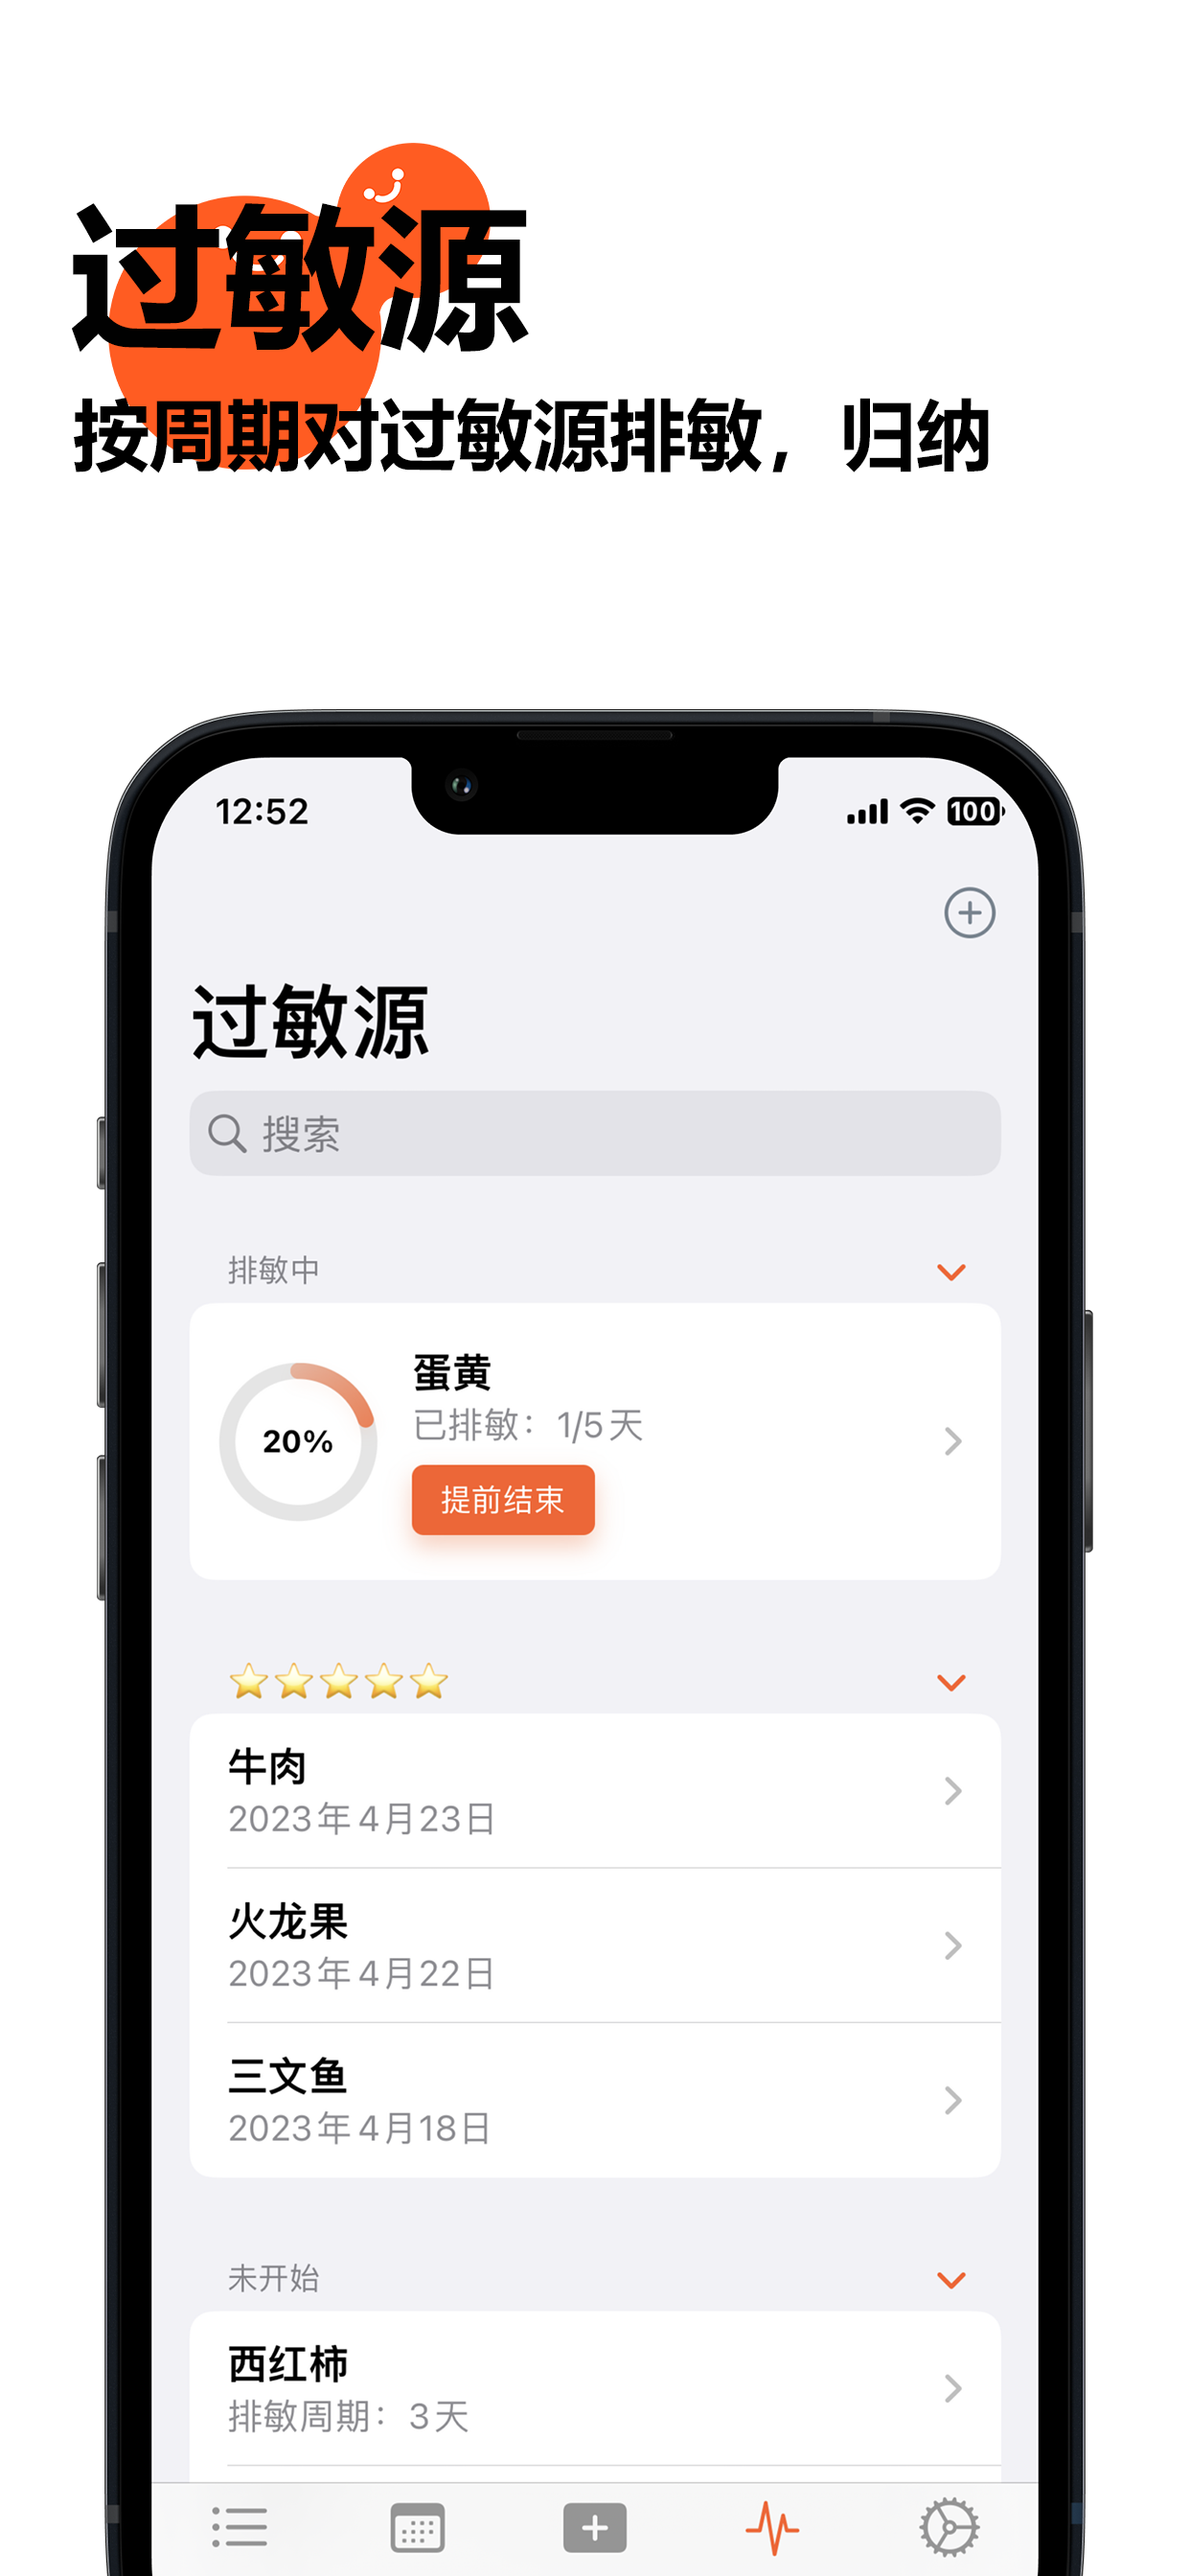 过敏源
按周期对过敏源排敏，归纳
12:52
100
过敏源
搜索
排敏中
20%
蛋黄
已排敏：1/5天
提前结束
⭐⭐⭐⭐⭐
牛肉
2023年4月23日
火龙果
2023年4月22日
三文鱼
2023年4月18日
未开始
西红柿
排敏周期：3天